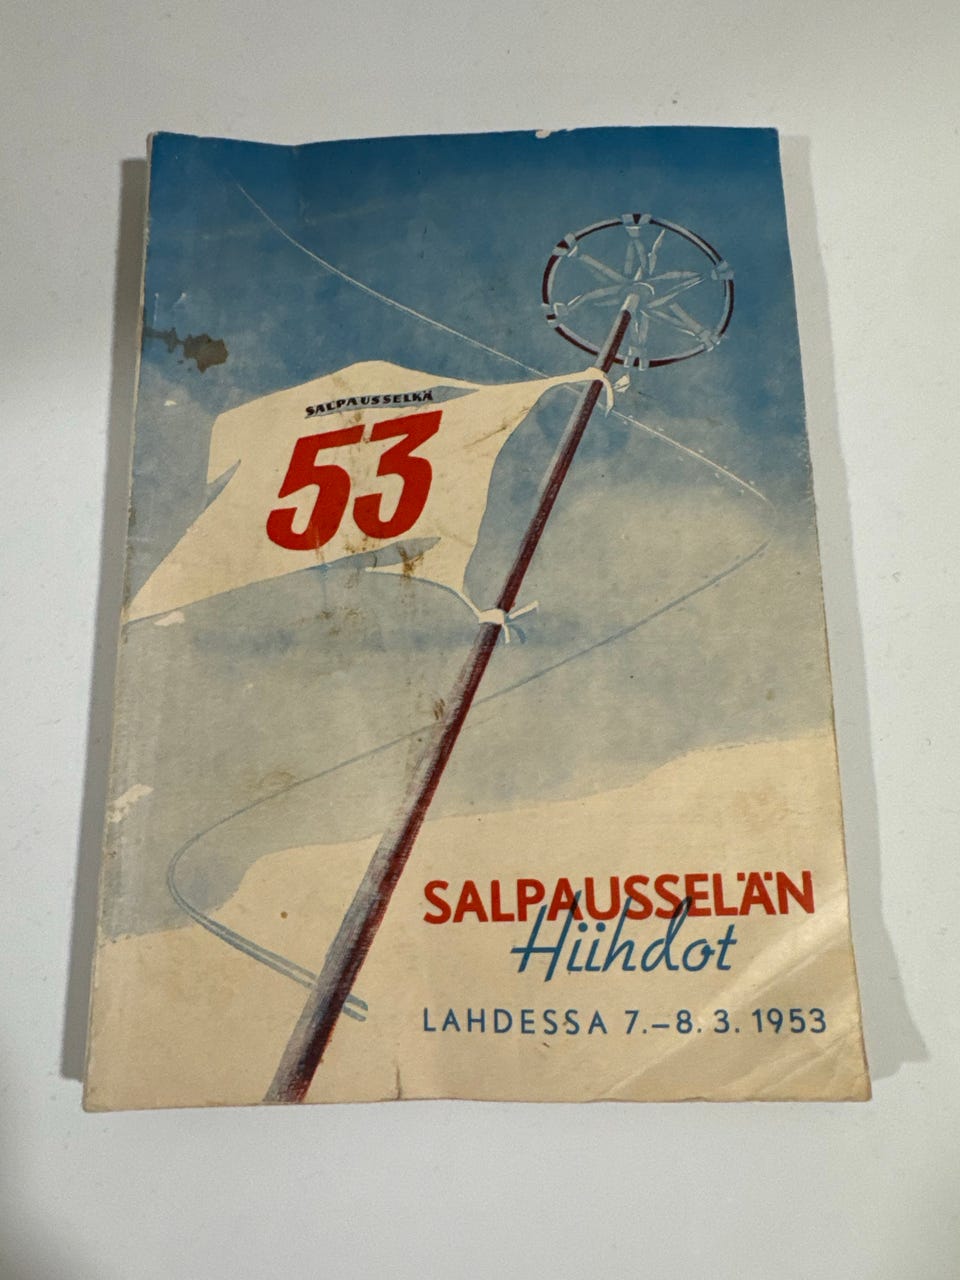 SALPAUSSELKÄ
53
SALPAUSSELÄN
Hiihdot
LAHDESSA 7.–8. 3. 1953